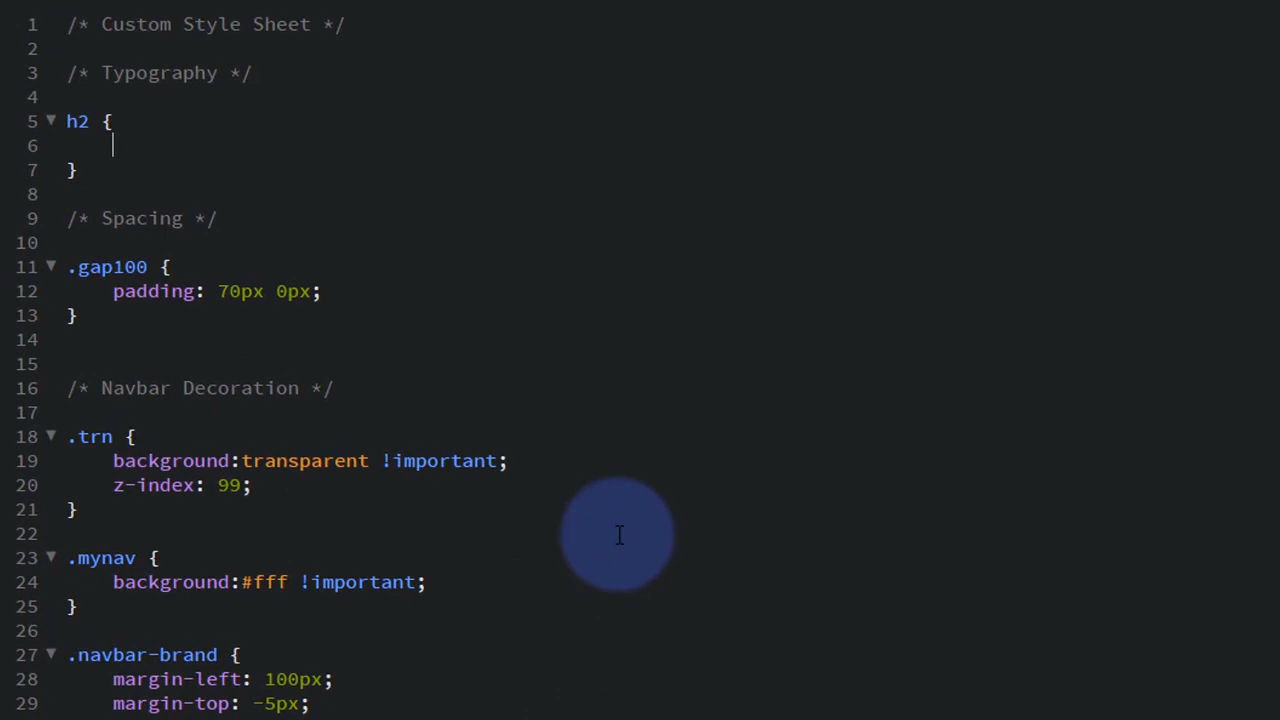 1 /* Custom Style Sheet */
2
3 /* Typography */
4
5 h2 {
6
7 }
8
9 /* Spacing */
10
11 .gap100 {
12 padding: 70px 0px;
13 }
14
15
16 /* Navbar Decoration */
17
18 .trn {
19 background:transparent !important;
20 z-index: 99;
21 }
22
23 .mynav {
24 background:#fff !important;
25 }
26
27 .navbar-brand {
28 margin-left: 100px;
29 margin-top: -5px;